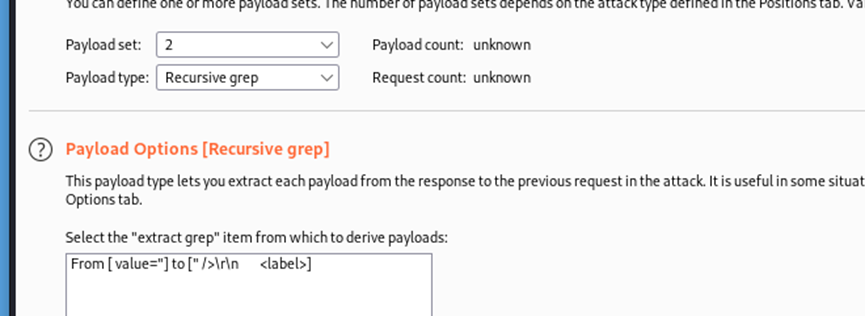 You can define one or more payload sets. The number of payload sets depends on the attack type defined in the Positions tab. Va
Payload set: 2 Payload count: unknown
Payload type: Recursive grep Request count: unknown
? Payload Options [Recursive grep]
This payload type lets you extract each payload from the response to the previous request in the attack. It is useful in some situat
Options tab.
Select the "extract grep" item from which to derive payloads:
From [ value="] to [" />\r\n      <label>]